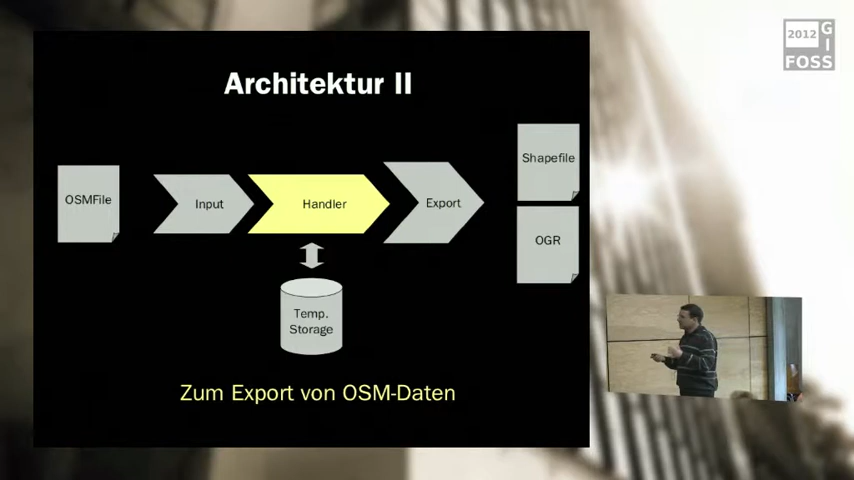 Architektur II
OSMFile
Input
Handler
Export
Shapefile
OGR
Temp.
Storage
Zum Export von OSM-Daten
2012
G
I
FOSS